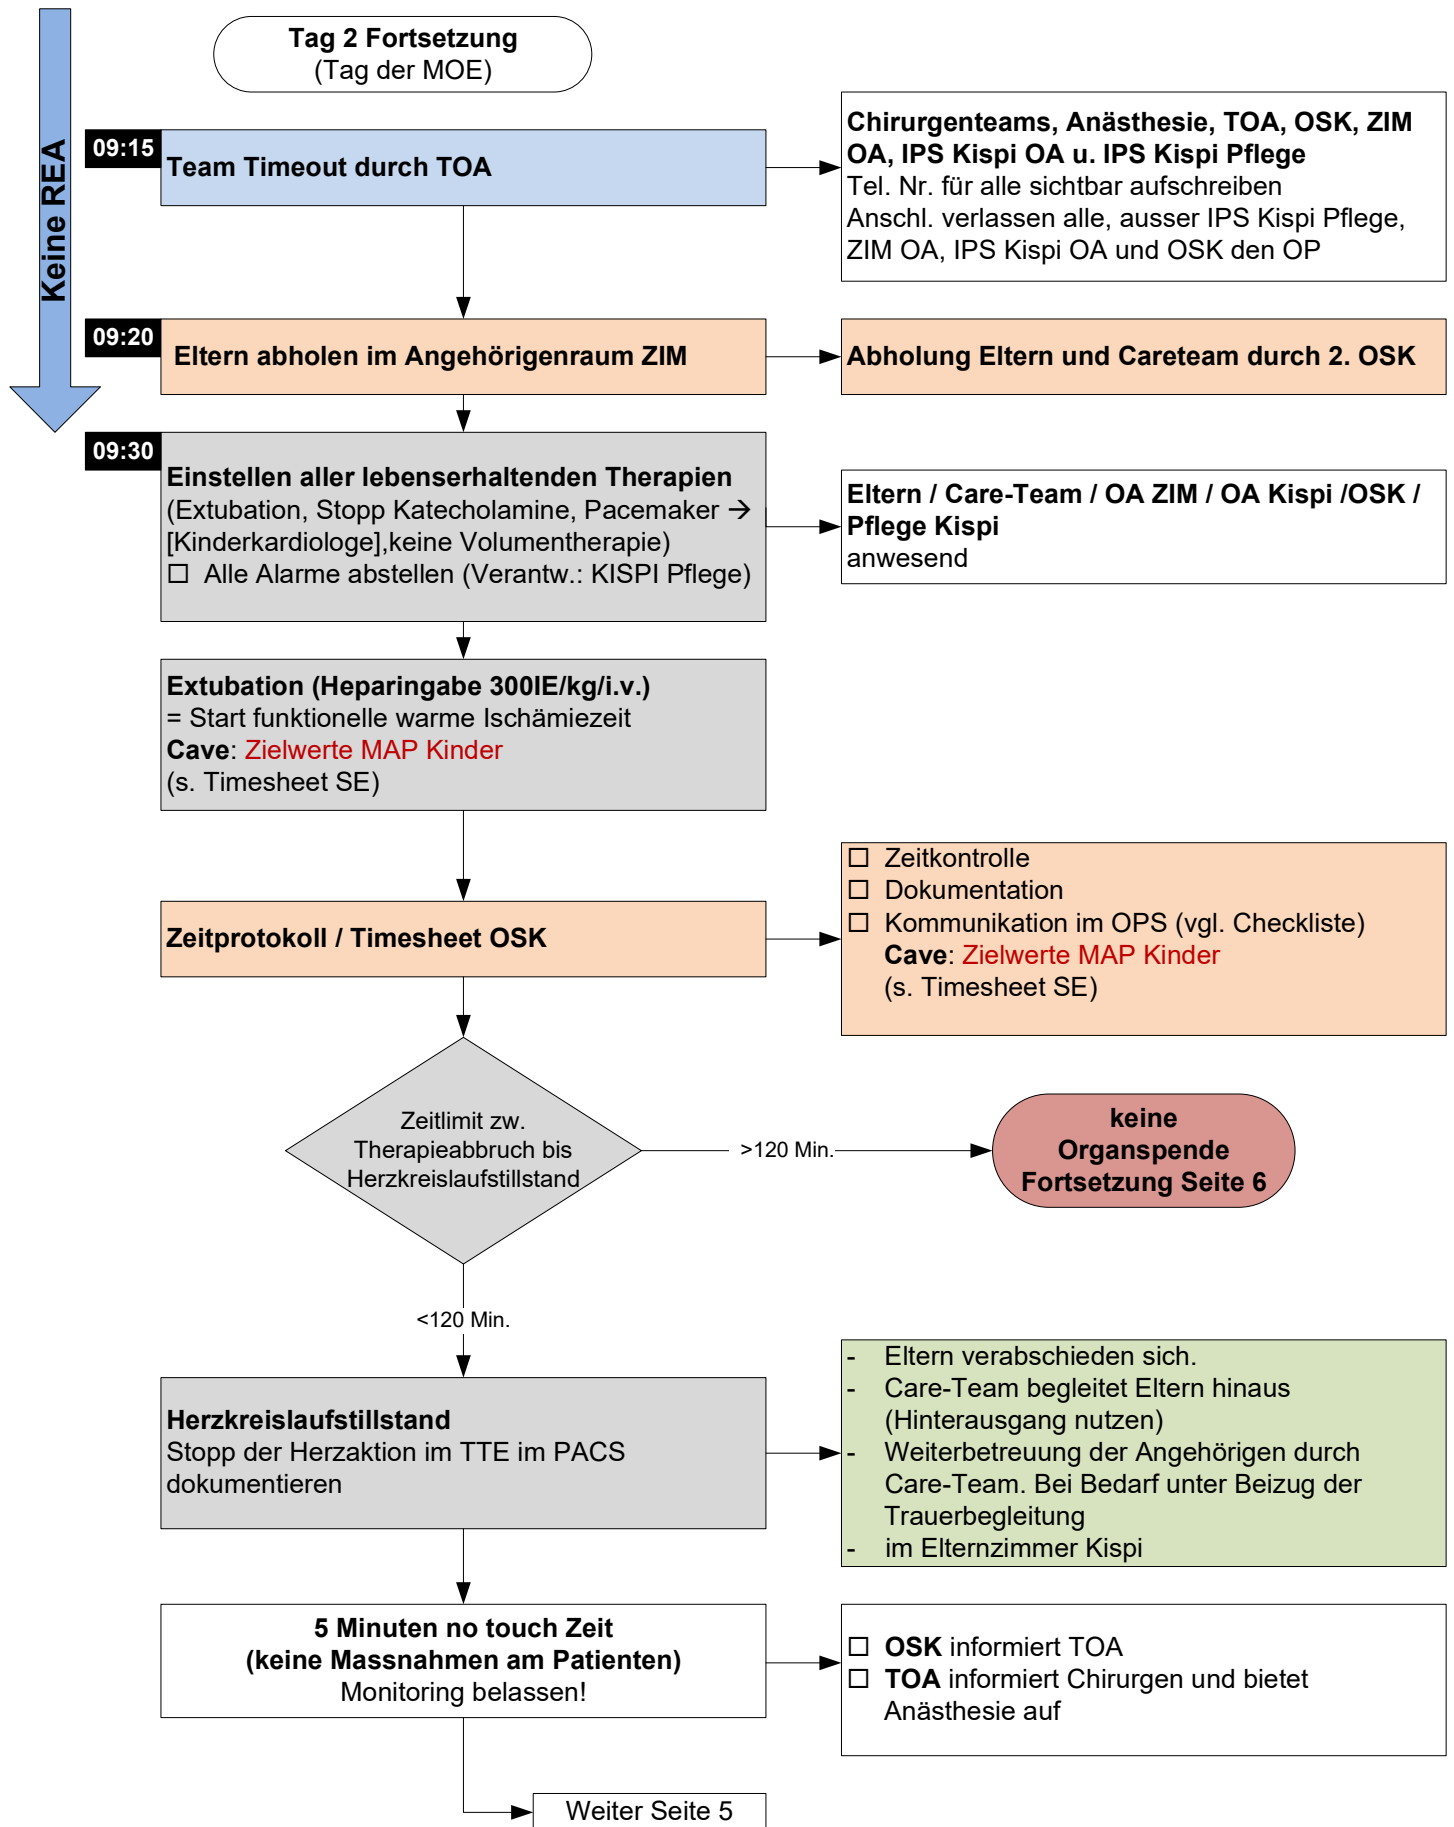 Tag 2 Fortsetzung
(Tag der MOE)
Keine REA
09:15
Team Timeout durch TOA
Chirurgenteams, Anästhesie, TOA, OSK, ZIM
OA, IPS Kispi OA u. IPS Kispi Pflege
Tel. Nr. für alle sichtbar aufschreiben
Anschl. verlassen alle, ausser IPS Kispi Pflege,
ZIM OA, IPS Kispi OA und OSK den OP
09:20
Eltern abholen im Angehörigenraum ZIM
Abholung Eltern und Careteam durch 2. OSK
09:30
Einstellen aller lebenserhaltenden Therapien
(Extubation, Stopp Katecholamine, Pacemaker →
[Kinderkardiologe],keine Volumentherapie)
☐ Alle Alarme abstellen (Verantw.: KISPI Pflege)
Eltern / Care-Team / OA ZIM / OA Kispi /OSK /
Pflege Kispi
anwesend
Extubation (Heparingabe 300IE/kg/i.v.)
= Start funktionelle warme Ischämiezeit
Cave: Zielwerte MAP Kinder
(s. Timesheet SE)
Zeitprotokoll / Timesheet OSK
☐ Zeitkontrolle
☐ Dokumentation
☐ Kommunikation im OPS (vgl. Checkliste)
Cave: Zielwerte MAP Kinder
(s. Timesheet SE)
Zeitlimit zw.
Therapieabbruch bis
Herzkreislaufstillstand
>120 Min.
keine
Organspende
Fortsetzung Seite 6
<120 Min.
Herzkreislaufstillstand
Stopp der Herzaktion im TTE im PACS
dokumentieren
- Eltern verabschieden sich.
- Care-Team begleitet Eltern hinaus
(Hinterausgang nutzen)
- Weiterbetreuung der Angehörigen durch
Care-Team. Bei Bedarf unter Beizug der
Trauerbegleitung
- im Elternzimmer Kispi
5 Minuten no touch Zeit
(keine Massnahmen am Patienten)
Monitoring belassen!
☐ OSK informiert TOA
☐ TOA informiert Chirurgen und bietet
Anästhesie auf
Weiter Seite 5